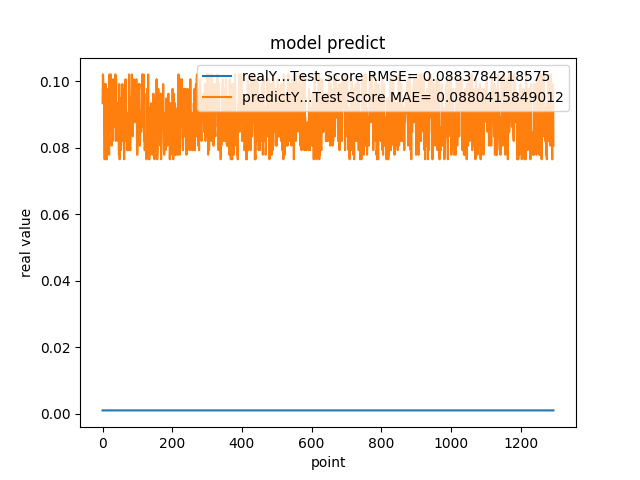 model predict
realY...Test Score RMSE= 0.0883784218575
predictY...Test Score MAE= 0.0880415849012
0.10
0.08
0.06
0.04
0.02
0.00
real value
0 200 400 600 800 1000 1200
point